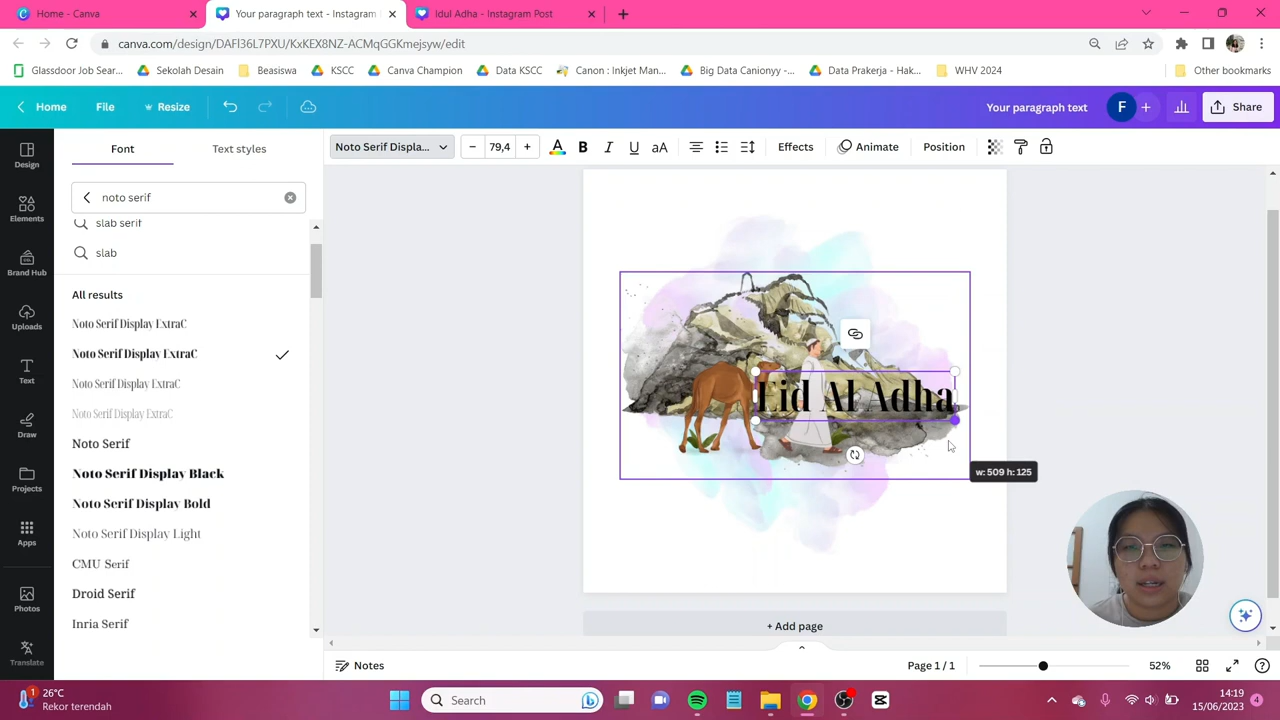 Home - Canva
Your paragraph text - Instagram
Idul Adha - Instagram Post
canva.com/design/DAFl36L7PXU/KxKEX8NZ-ACMqGGKmejsyw/edit
Glassdoor Job Sear...
Sekolah Desain
Beasiswa
KSCC
Canva Champion
Data KSCC
Canon : Inkjet Man...
Big Data Canionyy -...
Data Prakerja - Hak...
WHV 2024
Other bookmarks
Home
File
Resize
Your paragraph text
F
Share
Design
Elements
Brand Hub
Uploads
Text
Draw
Projects
Apps
Photos
Translate
Font
Text styles
noto serif
slab serif
slab
All results
Noto Serif Display ExtraC
Noto Serif Display ExtraC
Noto Serif Display ExtraC
Noto Serif Display ExtraC
Noto Serif
Noto Serif Display Black
Noto Serif Display Bold
Noto Serif Display Light
CMU Serif
Droid Serif
Inria Serif
Noto Serif Displa...
79,4
A
B
I
U
aA
Effects
Animate
Position
Eid Al Adha
w: 509 h: 125
+ Add page
Notes
Page 1 / 1
52%
1
26°C
Rekor terendah
Search
14:19
15/06/2023
4